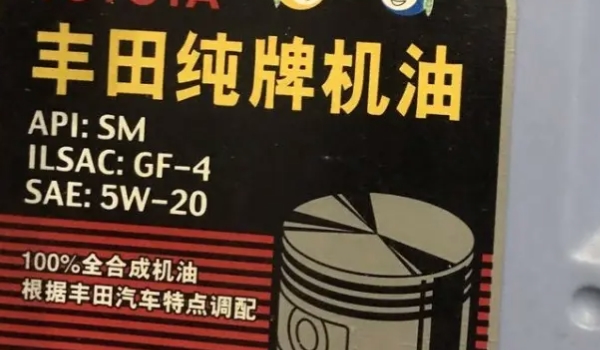 TOYOTA
丰田纯牌机油
API: SM
ILSAC: GF-4
SAE: 5W-20
100%全合成机油
根据丰田汽车特点调配